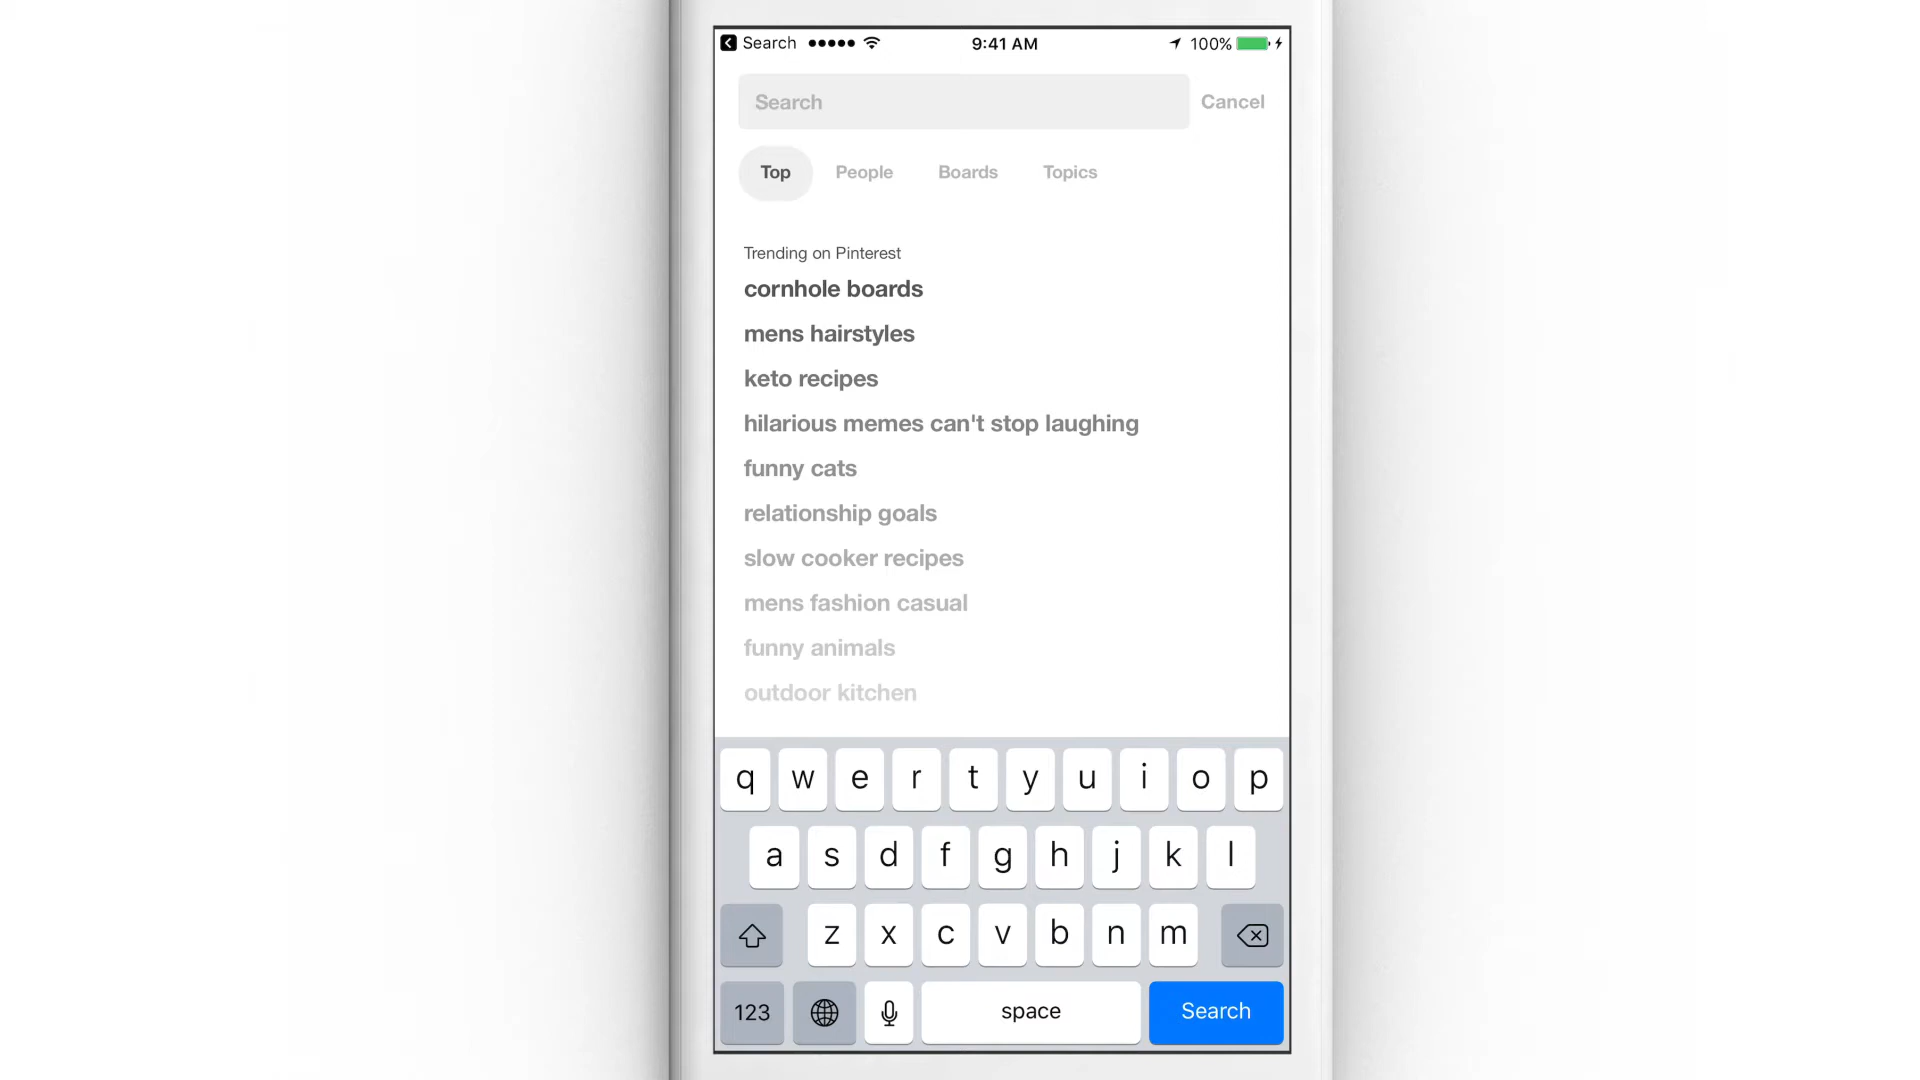 Search 9:41 AM 100%
Search Cancel
Top People Boards Topics
Trending on Pinterest
cornhole boards
mens hairstyles
keto recipes
hilarious memes can't stop laughing
funny cats
relationship goals
slow cooker recipes
mens fashion casual
funny animals
outdoor kitchen
q w e r t y u i o p
a s d f g h j k l
z x c v b n m
123 space Search